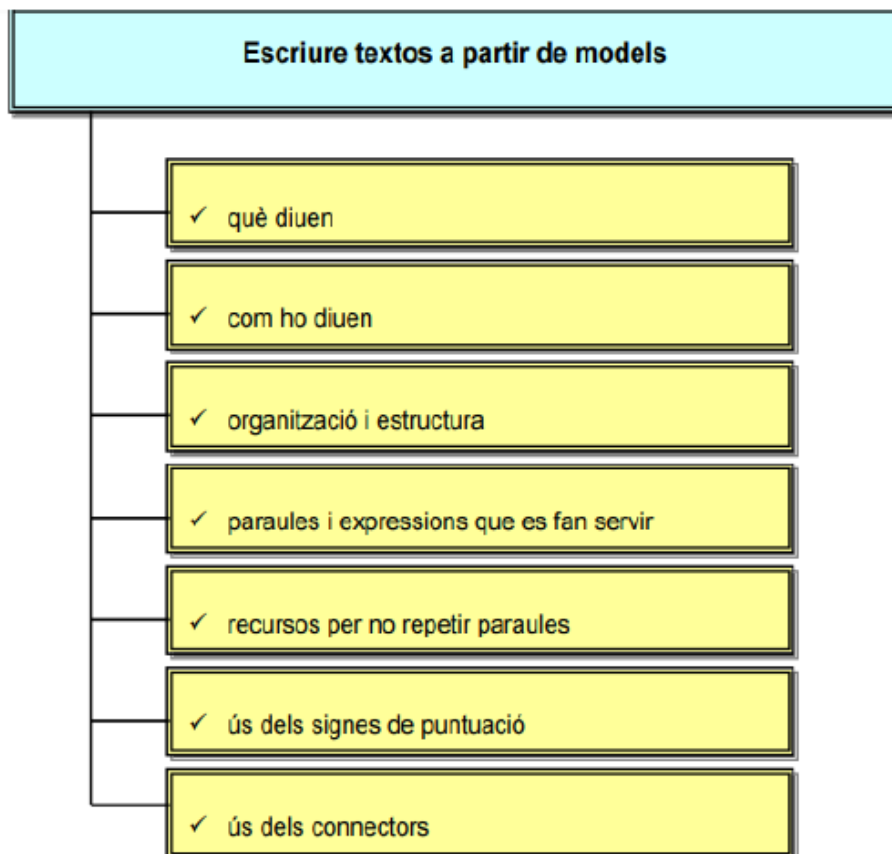 Escriure textos a partir de models
✓ què diuen
✓ com ho diuen
✓ organització i estructura
✓ paraules i expressions que es fan servir
✓ recursos per no repetir paraules
✓ ús dels signes de puntuació
✓ ús dels connectors